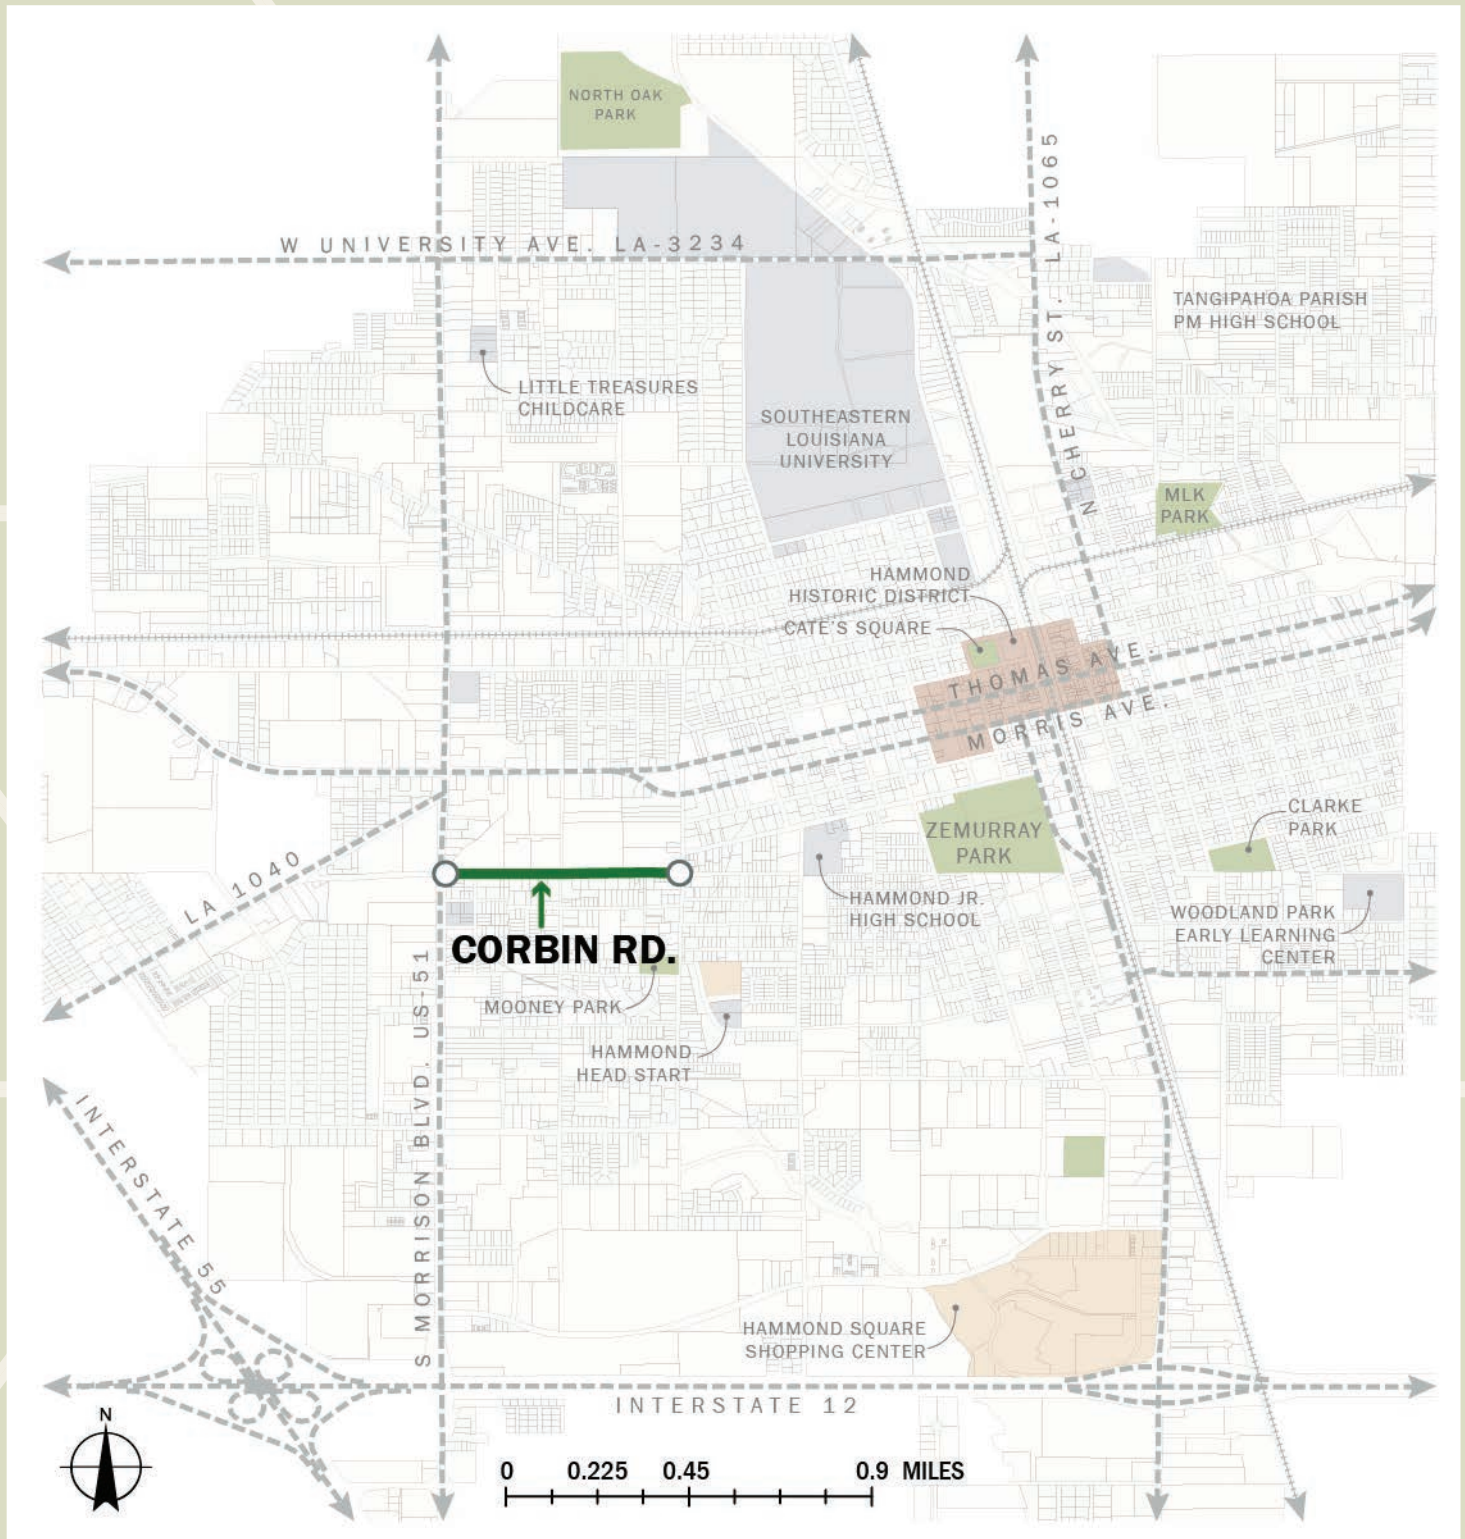 NORTH OAK
PARK
W UNIVERSITY AVE. LA-3234
N CHERRY ST. LA-1065
TANGIPAHOA PARISH
PM HIGH SCHOOL
LITTLE TREASURES
CHILDCARE
SOUTHEASTERN
LOUISIANA
UNIVERSITY
MLK
PARK
HAMMOND
HISTORIC DISTRICT
CATE'S SQUARE
THOMAS AVE.
MORRIS AVE.
CLARKE
PARK
ZEMURRAY
PARK
LA 1040
HAMMOND JR.
HIGH SCHOOL
WOODLAND PARK
EARLY LEARNING
CENTER
CORBIN RD.
MOONEY PARK
HAMMOND
HEAD START
S MORRISON BLVD. US-51
INTERSTATE 55
HAMMOND SQUARE
SHOPPING CENTER
INTERSTATE 12
N
0 0.225 0.45 0.9 MILES